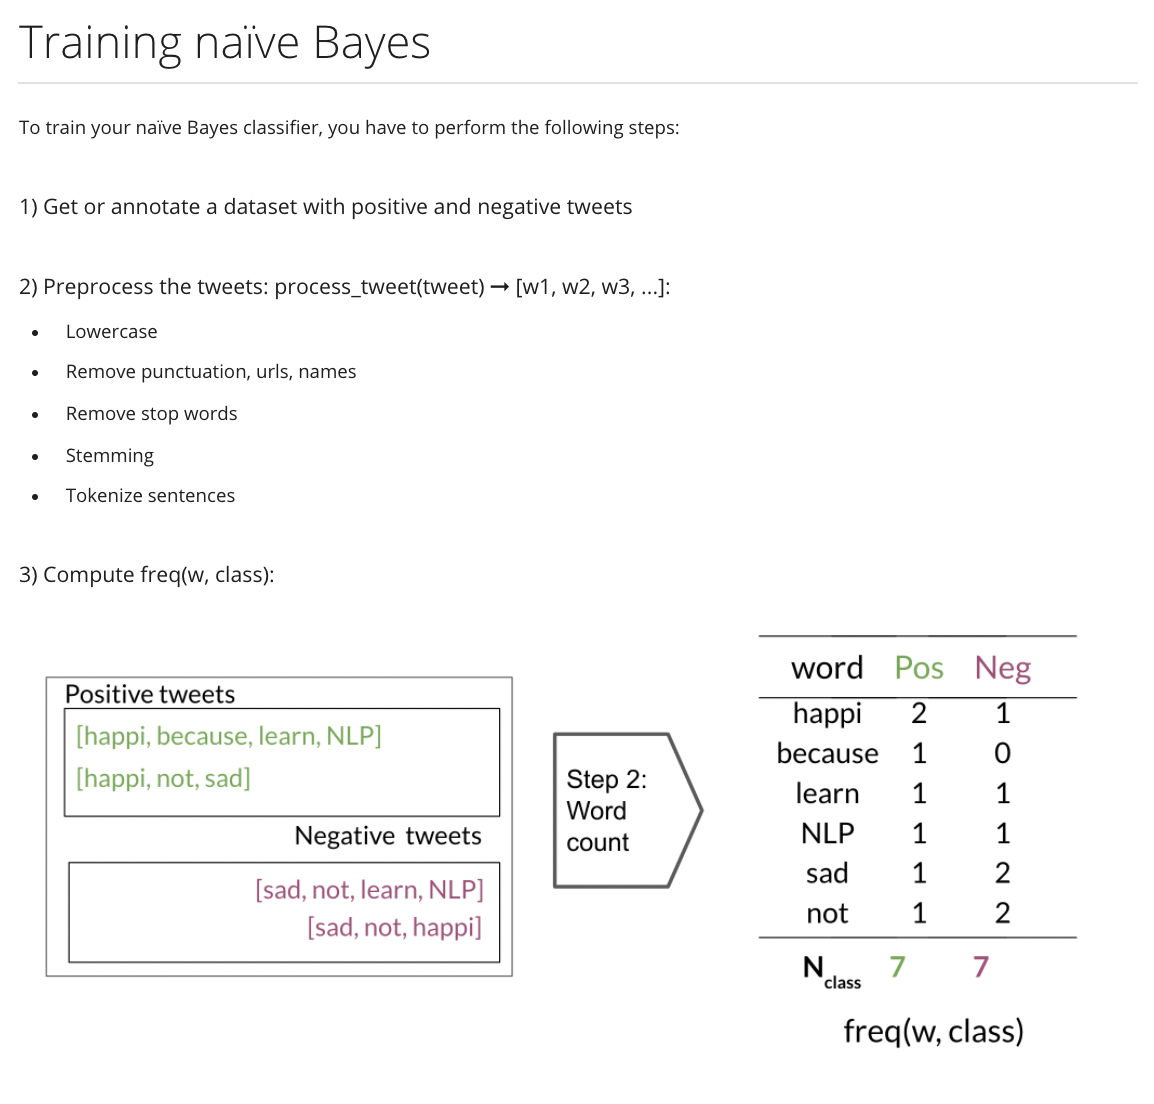 Training naïve Bayes
To train your naïve Bayes classifier, you have to perform the following steps:
1) Get or annotate a dataset with positive and negative tweets
2) Preprocess the tweets: process_tweet(tweet) ➞ [w1, w2, w3, ...]:
• Lowercase
• Remove punctuation, urls, names
• Remove stop words
• Stemming
• Tokenize sentences
3) Compute freq(w, class):
Positive tweets
[happi, because, learn, NLP]
[happi, not, sad]
Negative tweets
[sad, not, learn, NLP]
[sad, not, happi]
Step 2:
Word
count
word Pos Neg
happi 2 1
because 1 0
learn 1 1
NLP 1 1
sad 1 2
not 1 2
Nclass 7 7
freq(w, class)